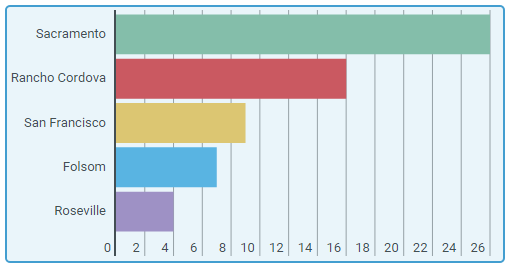 Sacramento
Rancho Cordova
San Francisco
Folsom
Roseville
0 2 4 6 8 10 12 14 16 18 20 22 24 26